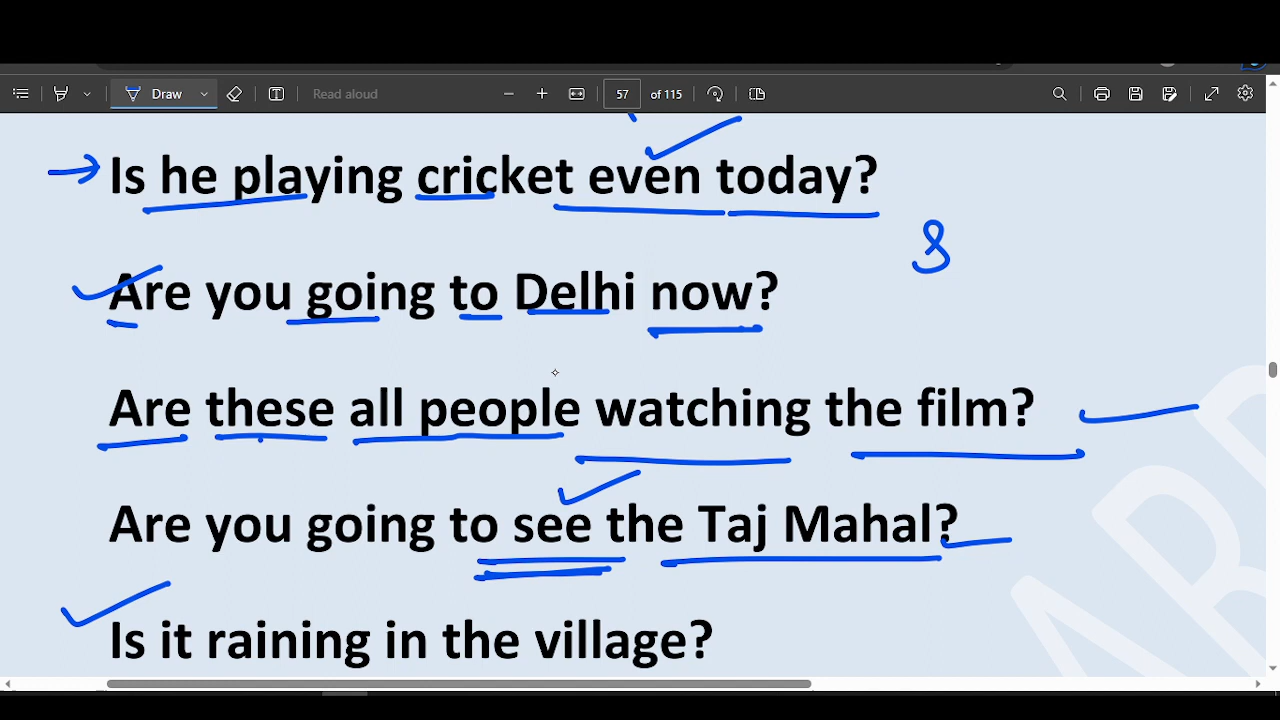 Draw
Read aloud
57 of 115
Is he playing cricket even today?
Are you going to Delhi now?
Are these all people watching the film?
Are you going to see the Taj Mahal?
Is it raining in the village?